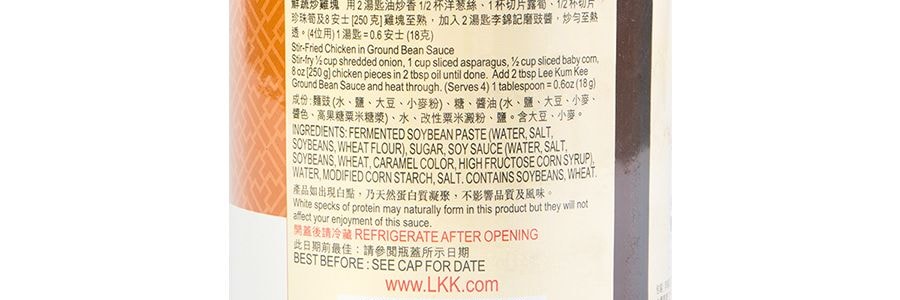 鮮蔬炒雞塊 用2湯匙油炒香1/2杯洋葱絲、1杯切片露筍、1/2杯切片
珍珠筍及8安士[250克]雞塊至熟，加入2湯匙李錦記磨豉醬，炒勻至熱
透。(4位用) 1湯匙=0.6安士 (18克)
Stir-Fried Chicken in Ground Bean Sauce
Stir-fry ½ cup shredded onion, 1 cup sliced asparagus, ½ cup sliced baby corn,
8 oz [250 g] chicken pieces in 2 tbsp oil until done. Add 2 tbsp Lee Kum Kee
Ground Bean Sauce and heat through. (Serves 4) 1 tablespoon = 0.6oz (18 g)
成份:麵豉(水、鹽、大豆、小麥粉)、糖、醬油(水、鹽、大豆、小麥、
醬色、高果糖粟米糖漿)、水、改性粟米澱粉、鹽。含大豆、小麥。
INGREDIENTS: FERMENTED SOYBEAN PASTE (WATER, SALT,
SOYBEANS, WHEAT FLOUR), SUGAR, SOY SAUCE (WATER, SALT,
SOYBEANS, WHEAT, CARAMEL COLOR, HIGH FRUCTOSE CORN SYRUP),
WATER, MODIFIED CORN STARCH, SALT. CONTAINS SOYBEANS, WHEAT.
產品如出現白點，乃天然蛋白質凝聚，不影響品質及風味。
White specks of protein may naturally form in this product but they will not
affect your enjoyment of this sauce.
開蓋後請冷藏 REFRIGERATE AFTER OPENING
此日期前最佳：請參閱瓶蓋所示日期
BEST BEFORE : SEE CAP FOR DATE
www.LKK.com